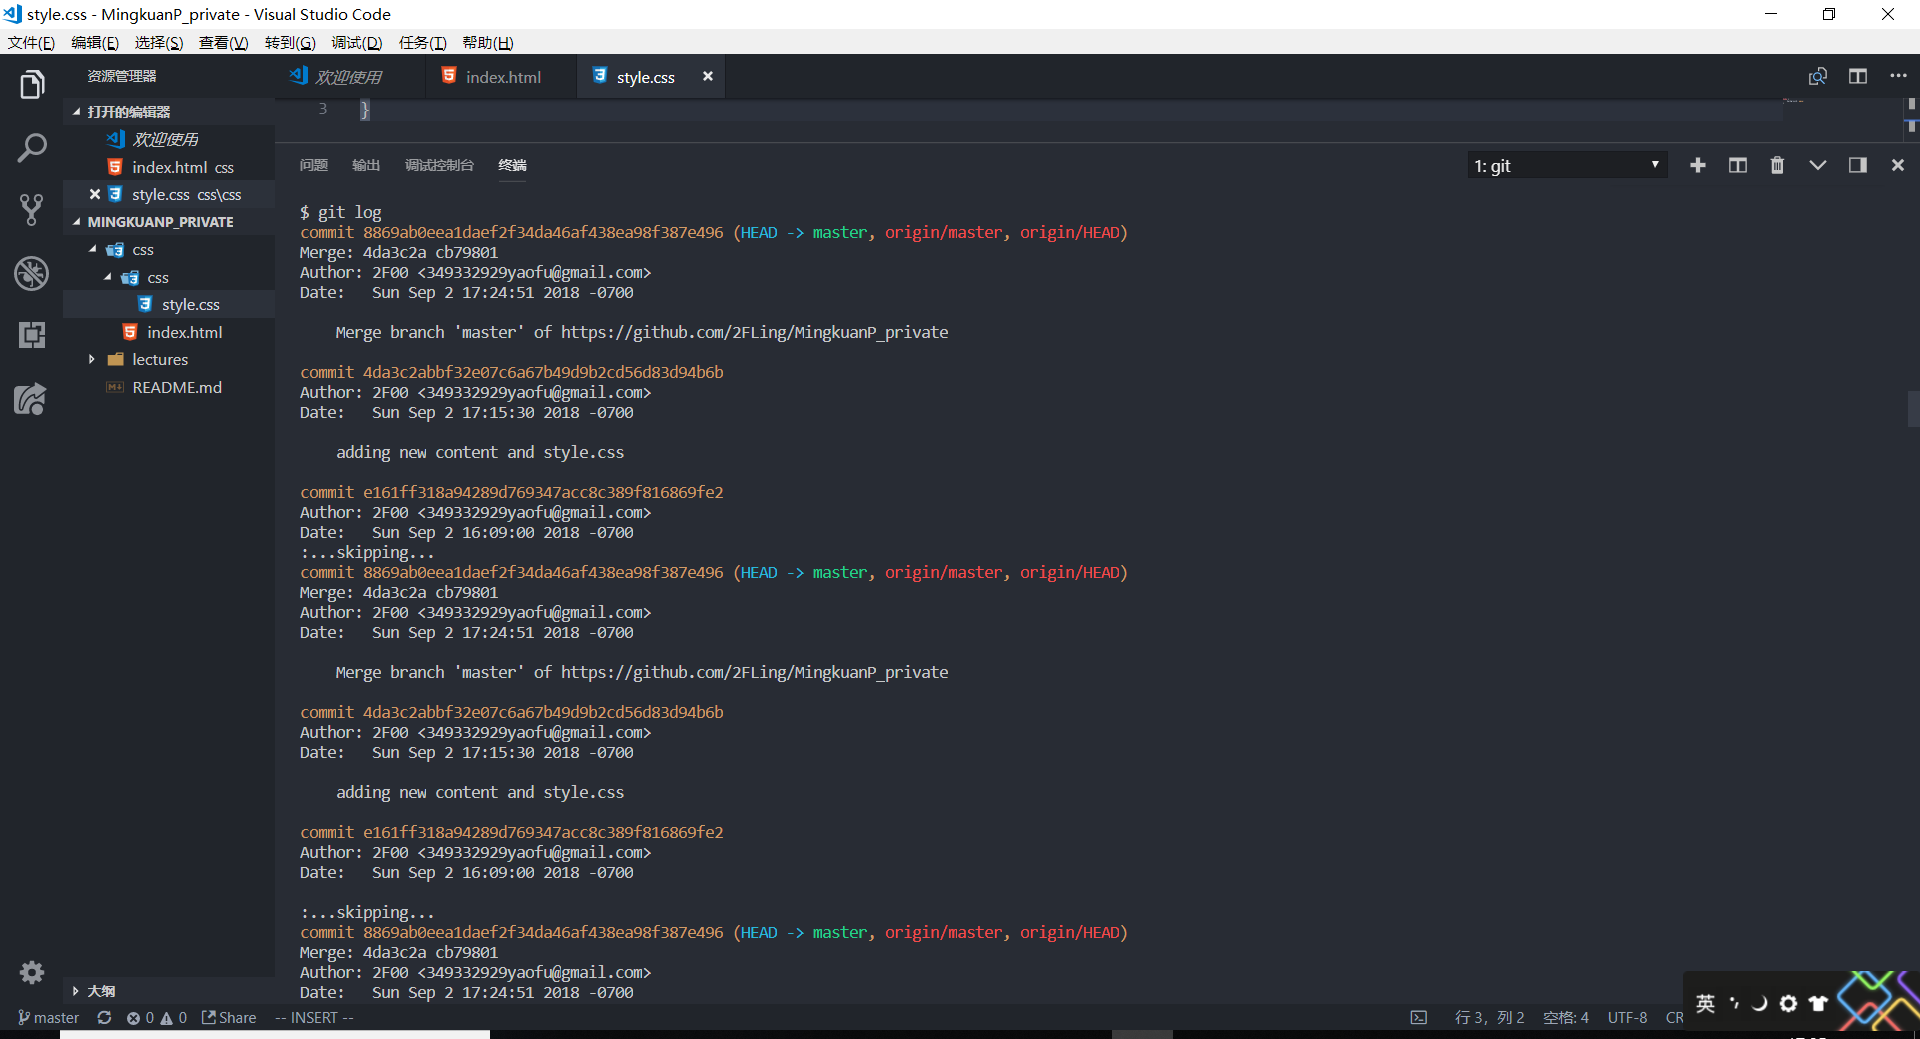 style.css - MingkuanP_private - Visual Studio Code
文件(F) 编辑(E) 选择(S) 查看(V) 转到(G) 调试(D) 任务(T) 帮助(H)
资源管理器
欢迎使用 index.html style.css
打开的编辑器
欢迎使用
index.html css
style.css css\css
MINGKUANP_PRIVATE
css
css
style.css
index.html
lectures
README.md
大纲
3 }
问题 输出 调试控制台 终端 1: git
$ git log
commit 8869ab0eea1daef2f34da46af438ea98f387e496 (HEAD -> master, origin/master, origin/HEAD)
Merge: 4da3c2a cb79801
Author: 2F00 <349332929yaofu@gmail.com>
Date:   Sun Sep 2 17:24:51 2018 -0700
Merge branch 'master' of https://github.com/2FLing/MingkuanP_private
commit 4da3c2abbf32e07c6a67b49d9b2cd56d83d94b6b
Author: 2F00 <349332929yaofu@gmail.com>
Date:   Sun Sep 2 17:15:30 2018 -0700
adding new content and style.css
commit e161ff318a94289d769347acc8c389f816869fe2
Author: 2F00 <349332929yaofu@gmail.com>
Date:   Sun Sep 2 16:09:00 2018 -0700
:...skipping...
commit 8869ab0eea1daef2f34da46af438ea98f387e496 (HEAD -> master, origin/master, origin/HEAD)
Merge: 4da3c2a cb79801
Author: 2F00 <349332929yaofu@gmail.com>
Date:   Sun Sep 2 17:24:51 2018 -0700
Merge branch 'master' of https://github.com/2FLing/MingkuanP_private
commit 4da3c2abbf32e07c6a67b49d9b2cd56d83d94b6b
Author: 2F00 <349332929yaofu@gmail.com>
Date:   Sun Sep 2 17:15:30 2018 -0700
adding new content and style.css
commit e161ff318a94289d769347acc8c389f816869fe2
Author: 2F00 <349332929yaofu@gmail.com>
Date:   Sun Sep 2 16:09:00 2018 -0700
:...skipping...
commit 8869ab0eea1daef2f34da46af438ea98f387e496 (HEAD -> master, origin/master, origin/HEAD)
Merge: 4da3c2a cb79801
Author: 2F00 <349332929yaofu@gmail.com>
Date:   Sun Sep 2 17:24:51 2018 -0700
英
master 0 0 Share -- INSERT -- 行 3，列 2 空格: 4 UTF-8 CR